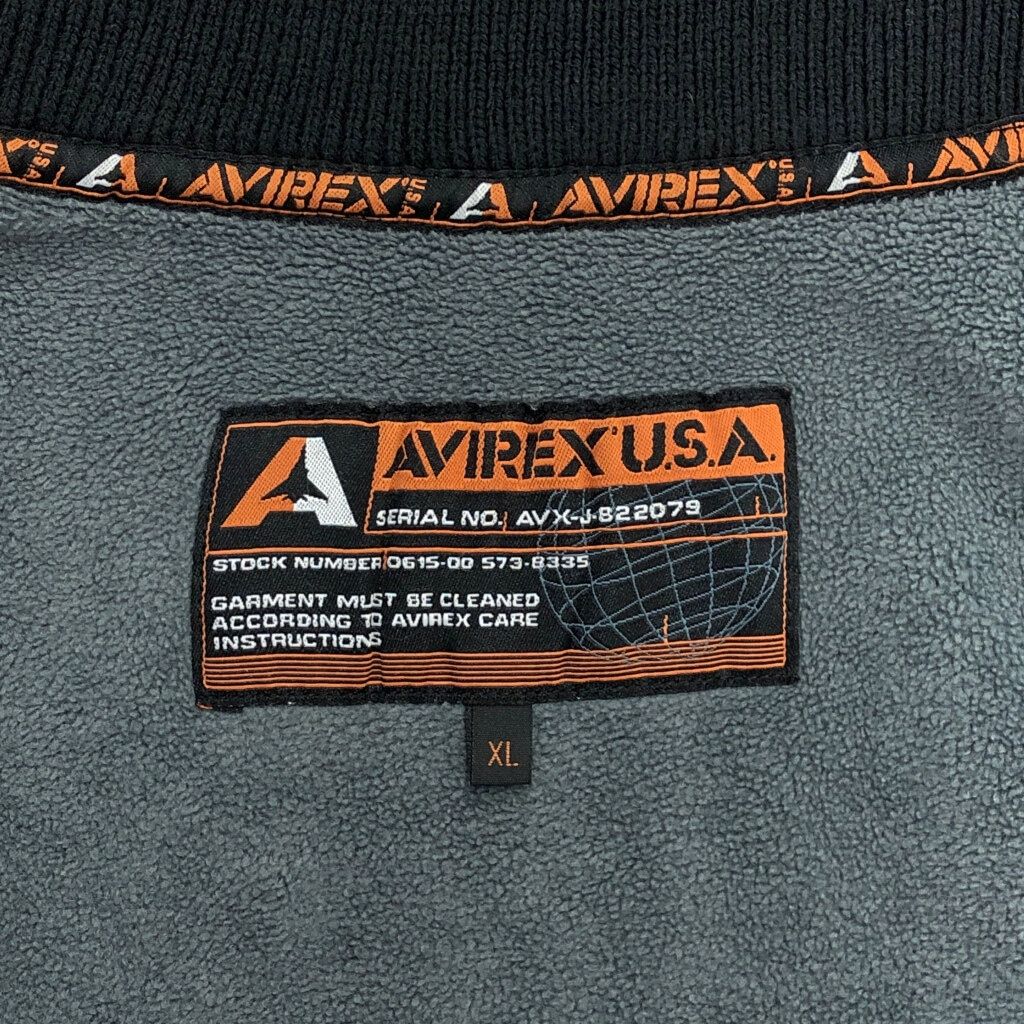 U.S.A. AVIREX U.S.A. AVIREX U.S.A. AVI
AVIREX U.S.A.
SERIAL NO. AVX-J-822079
STOCK NUMBER 0615-00 573-8335
GARMENT MUST BE CLEANED
ACCORDING TO AVIREX CARE
INSTRUCTIONS
XL